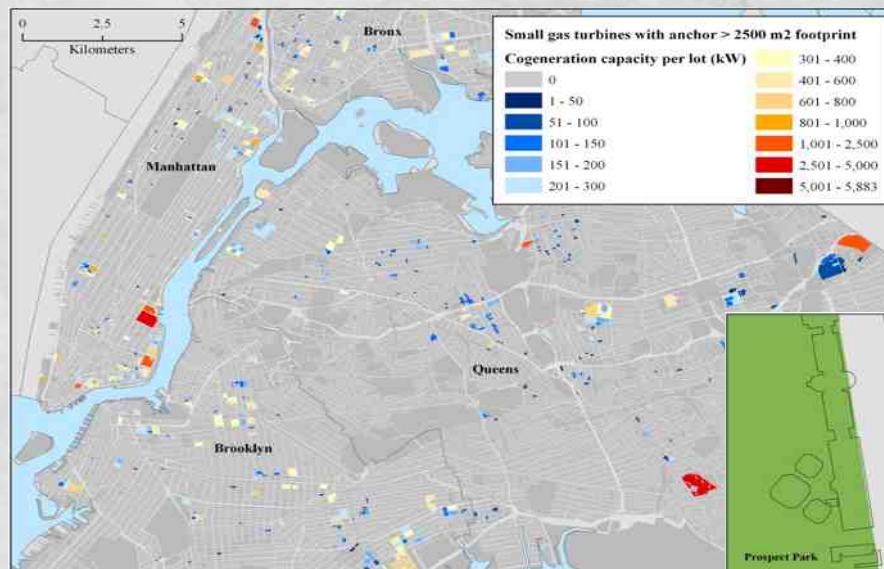 0 2.5 5
Kilometers
Bronx
Manhattan
Queens
Brooklyn
Small gas turbines with anchor > 2500 m2 footprint
Cogeneration capacity per lot (kW)
0
1 - 50
51 - 100
101 - 150
151 - 200
201 - 300
301 - 400
401 - 600
601 - 800
801 - 1,000
1,001 - 2,500
2,501 - 5,000
5,001 - 5,883
Prospect Park